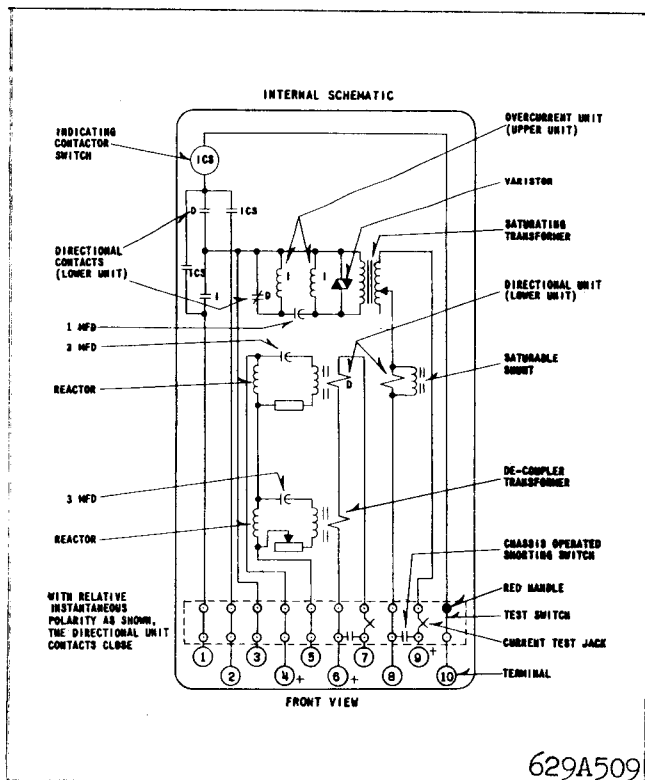 INTERNAL SCHEMATIC
INDICATING
CONTACTOR
SWITCH
OVERCURRENT UNIT
(UPPER UNIT)
VARISTOR
SATURATING
TRANSFORMER
DIRECTIONAL UNIT
(LOWER UNIT)
SATURABLE
SHUNT
DE-COUPLER
TRANSFORMER
CHASSIS OPERATED
SHORTING SWITCH
RED HANDLE
TEST SWITCH
CURRENT TEST JACK
TERMINAL
DIRECTIONAL
CONTACTS
(LOWER UNIT)
1 MFD
3 MFD
REACTOR
3 MFD
REACTOR
WITH RELATIVE
INSTANTANEOUS
POLARITY AS SHOWN,
THE DIRECTIONAL UNIT
CONTACTS CLOSE
ICS
D
ICS
ICS
I
D
I
I
D
1
2
3
4 +
5
6 +
7
8
9 +
10
FRONT VIEW
629A509